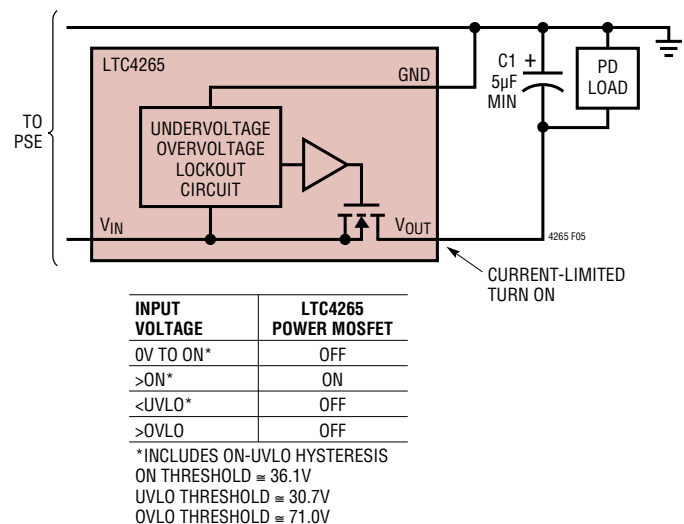 LTC4265
GND
C1 +
5µF
MIN
PD
LOAD
TO
PSE
UNDERVOLTAGE
OVERVOLTAGE
LOCKOUT
CIRCUIT
VIN
VOUT
4265 F05
CURRENT-LIMITED
TURN ON
INPUT VOLTAGE | LTC4265 POWER MOSFET
0V TO ON* | OFF
>ON* | ON
<UVLO* | OFF
>OVLO | OFF
*INCLUDES ON-UVLO HYSTERESIS
ON THRESHOLD ≅ 36.1V
UVLO THRESHOLD ≅ 30.7V
OVLO THRESHOLD ≅ 71.0V